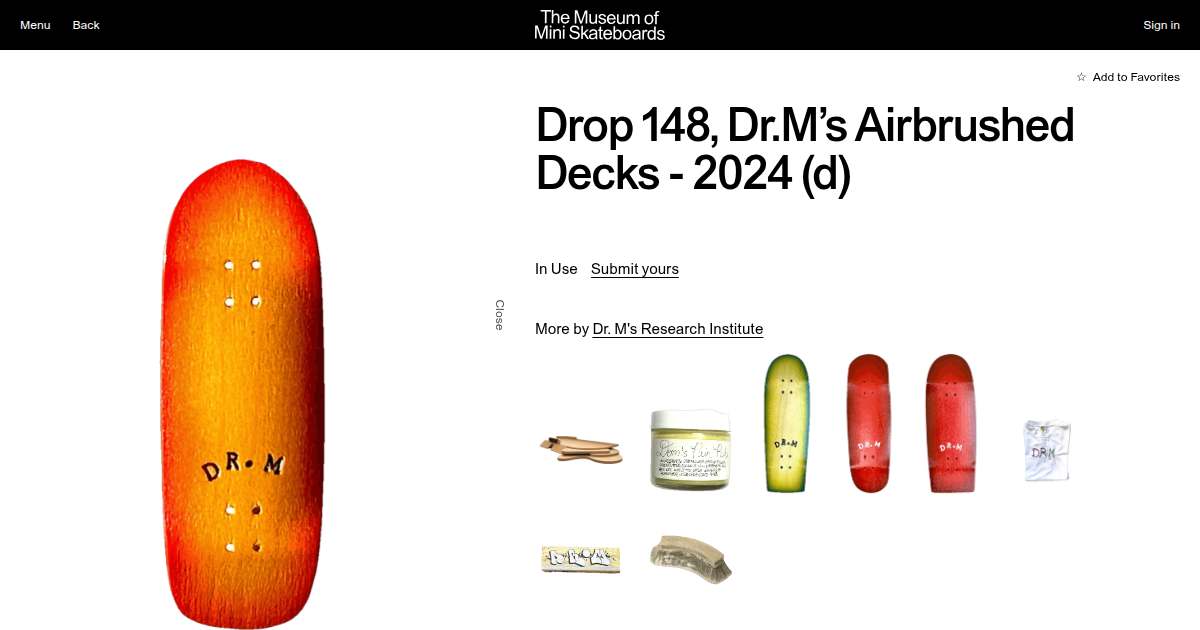 Menu
Back
The Museum of
Mini Skateboards
Sign in
☆ Add to Favorites
Drop 148, Dr.M’s Airbrushed
Decks - 2024 (d)
In Use
Submit yours
Close
More by Dr. M's Research Institute
DR•M
DR•M
DR.M
DR•M
DRM